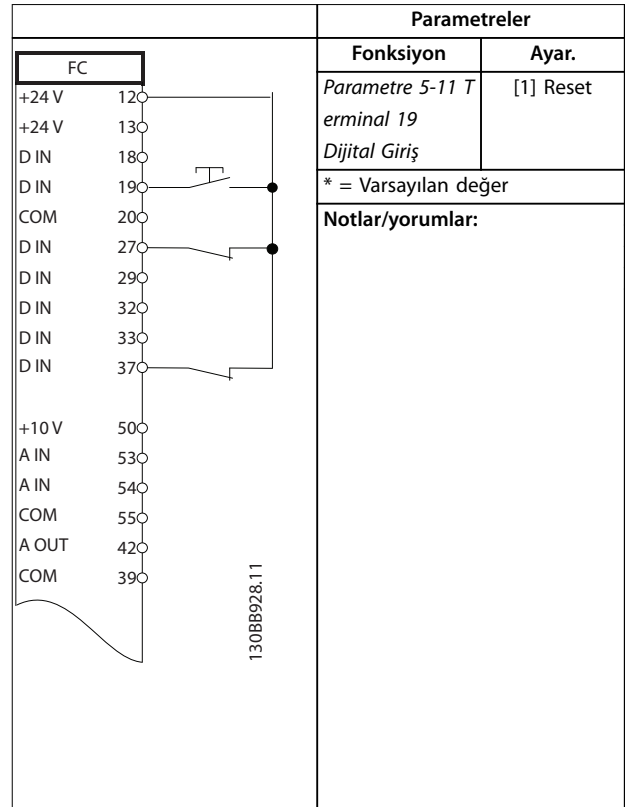 Parametreler
FC
Fonksiyon Ayar.
Parametre 5-11 T
erminal 19
Dijital Giriş
[1] Reset
* = Varsayılan değer
Notlar/yorumlar:
+24 V 12
+24 V 13
D IN 18
D IN 19
COM 20
D IN 27
D IN 29
D IN 32
D IN 33
D IN 37
+10 V 50
A IN 53
A IN 54
COM 55
A OUT 42
COM 39
130BB928.11